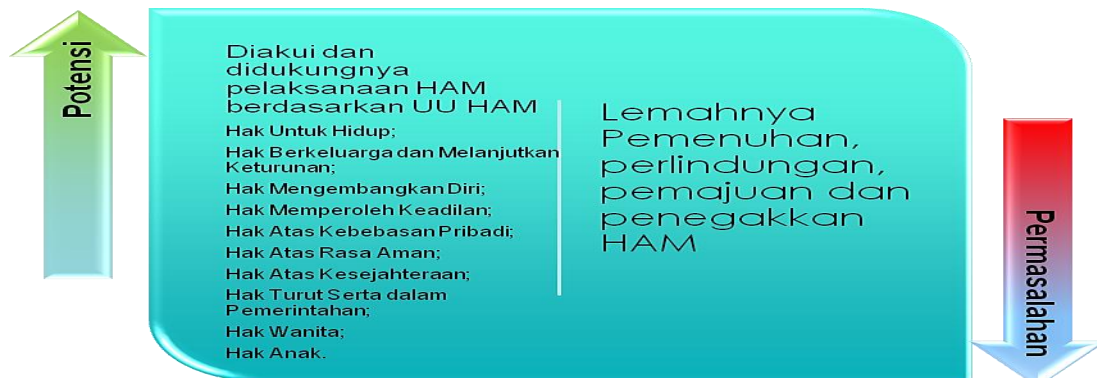 Potensi
Diakui dan
didukungnya
pelaksanaan HAM
berdasarkan UU HAM
Hak Untuk Hidup;
Hak Berkeluarga dan Melanjutkan
Keturunan;
Hak Mengembangkan Diri;
Hak Memperoleh Keadilan;
Hak Atas Kebebasan Pribadi;
Hak Atas Rasa Aman;
Hak Atas Kesejahteraan;
Hak Turut Serta dalam
Pemerintahan;
Hak Wanita;
Hak Anak.
Lemahnya
Pemenuhan,
perlindungan,
pemajuan dan
penegakkan
HAM
Permasalahan